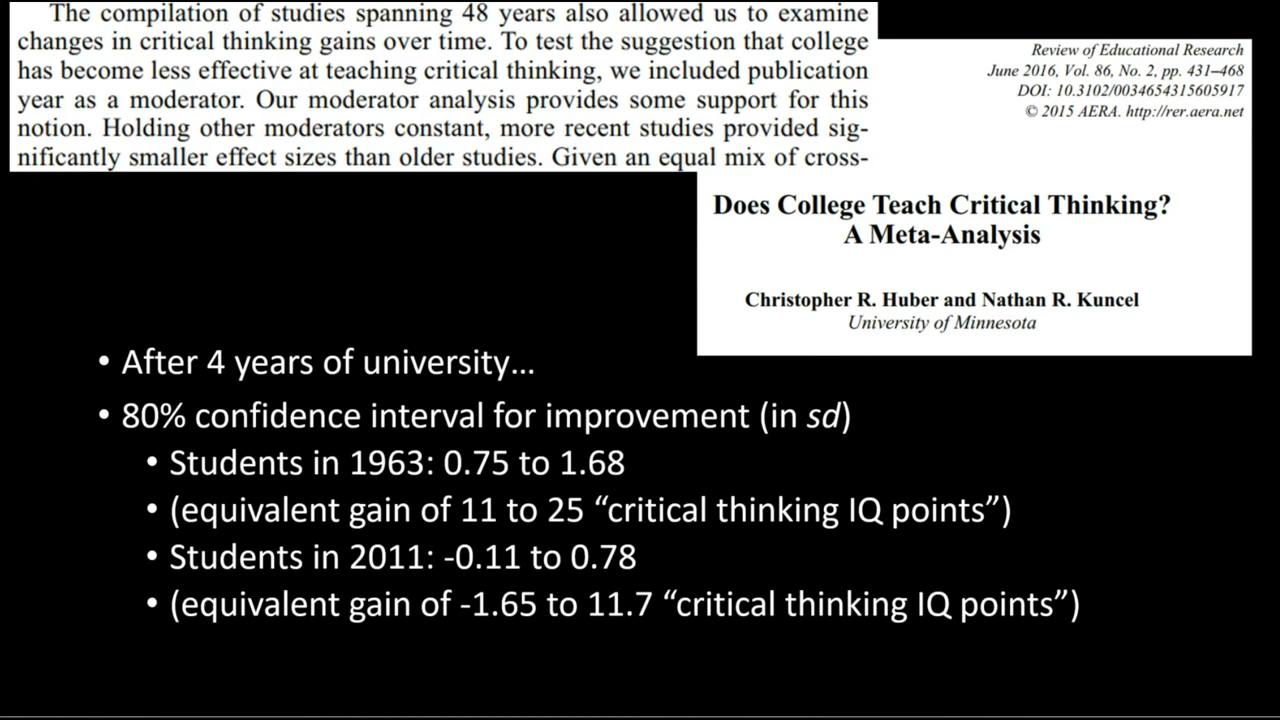 The compilation of studies spanning 48 years also allowed us to examine
changes in critical thinking gains over time. To test the suggestion that college
has become less effective at teaching critical thinking, we included publication
year as a moderator. Our moderator analysis provides some support for this
notion. Holding other moderators constant, more recent studies provided sig-
nificantly smaller effect sizes than older studies. Given an equal mix of cross-
Review of Educational Research
June 2016, Vol. 86, No. 2, pp. 431–468
DOI: 10.3102/0034654315605917
© 2015 AERA. http://rer.aera.net
Does College Teach Critical Thinking?
A Meta-Analysis
Christopher R. Huber and Nathan R. Kuncel
University of Minnesota
• After 4 years of university…
• 80% confidence interval for improvement (in sd)
• Students in 1963: 0.75 to 1.68
• (equivalent gain of 11 to 25 “critical thinking IQ points”)
• Students in 2011: -0.11 to 0.78
• (equivalent gain of -1.65 to 11.7 “critical thinking IQ points”)